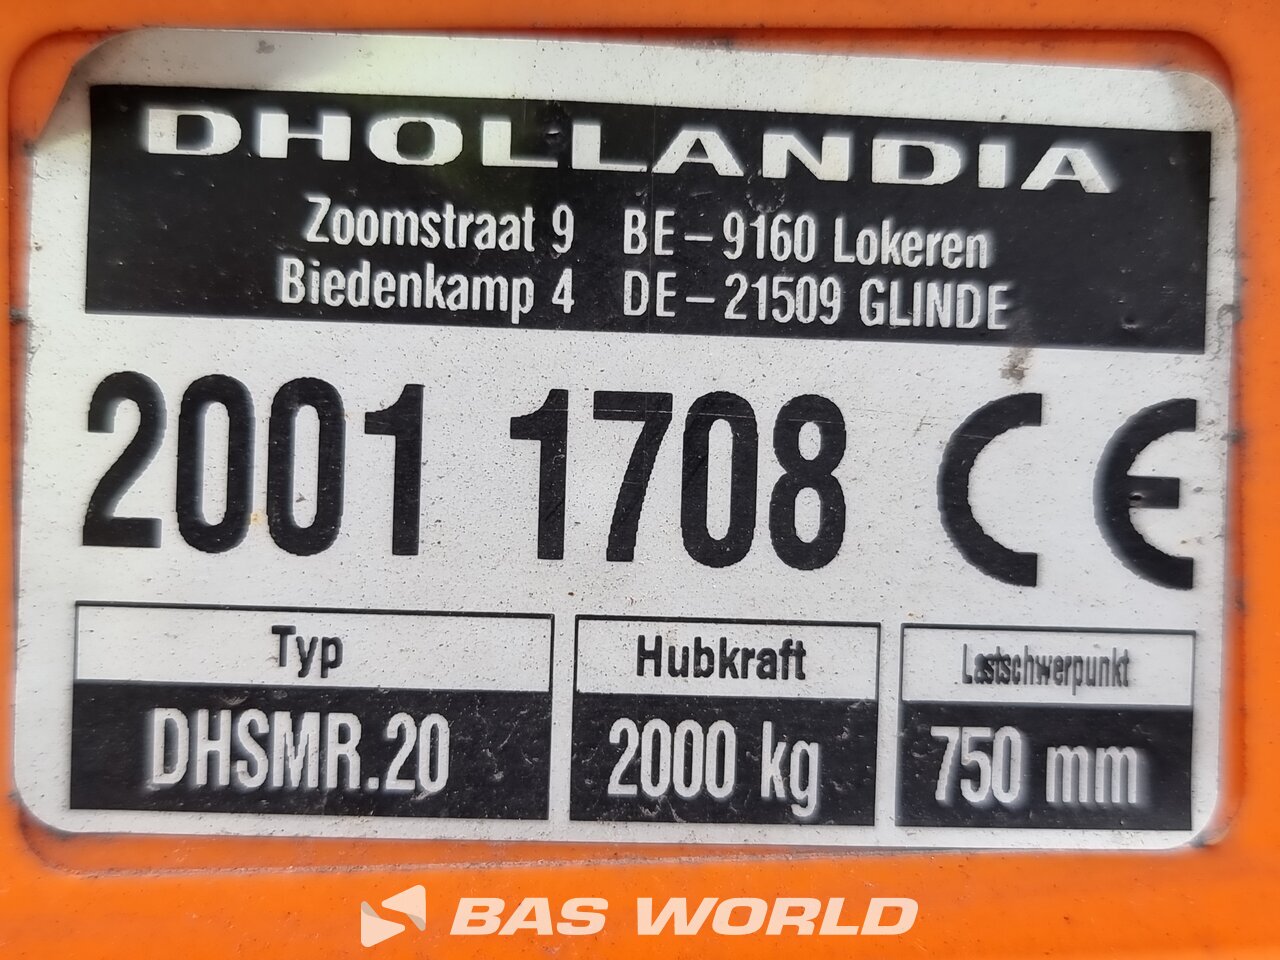 DHOLLANDIA
Zoomstraat 9 BE-9160 Lokeren
Biedenkamp 4 DE-21509 GLINDE
2001 1708 CE
Typ Hubkraft Lastschwerpunkt
DHSMR.20 2000 kg 750 mm
BAS WORLD